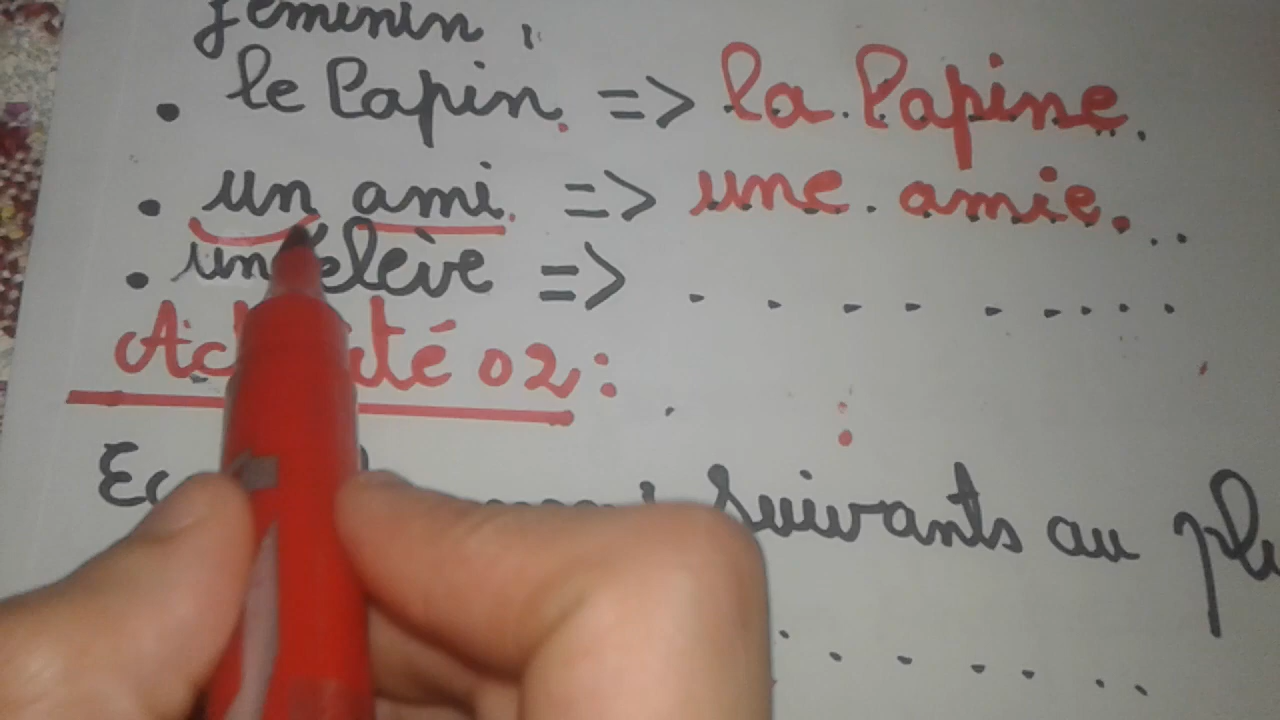 féminin :
• le lapin. => la lapine.
• un ami. => une amie.
• un élève => ..........
Activité 02 :
suivants au